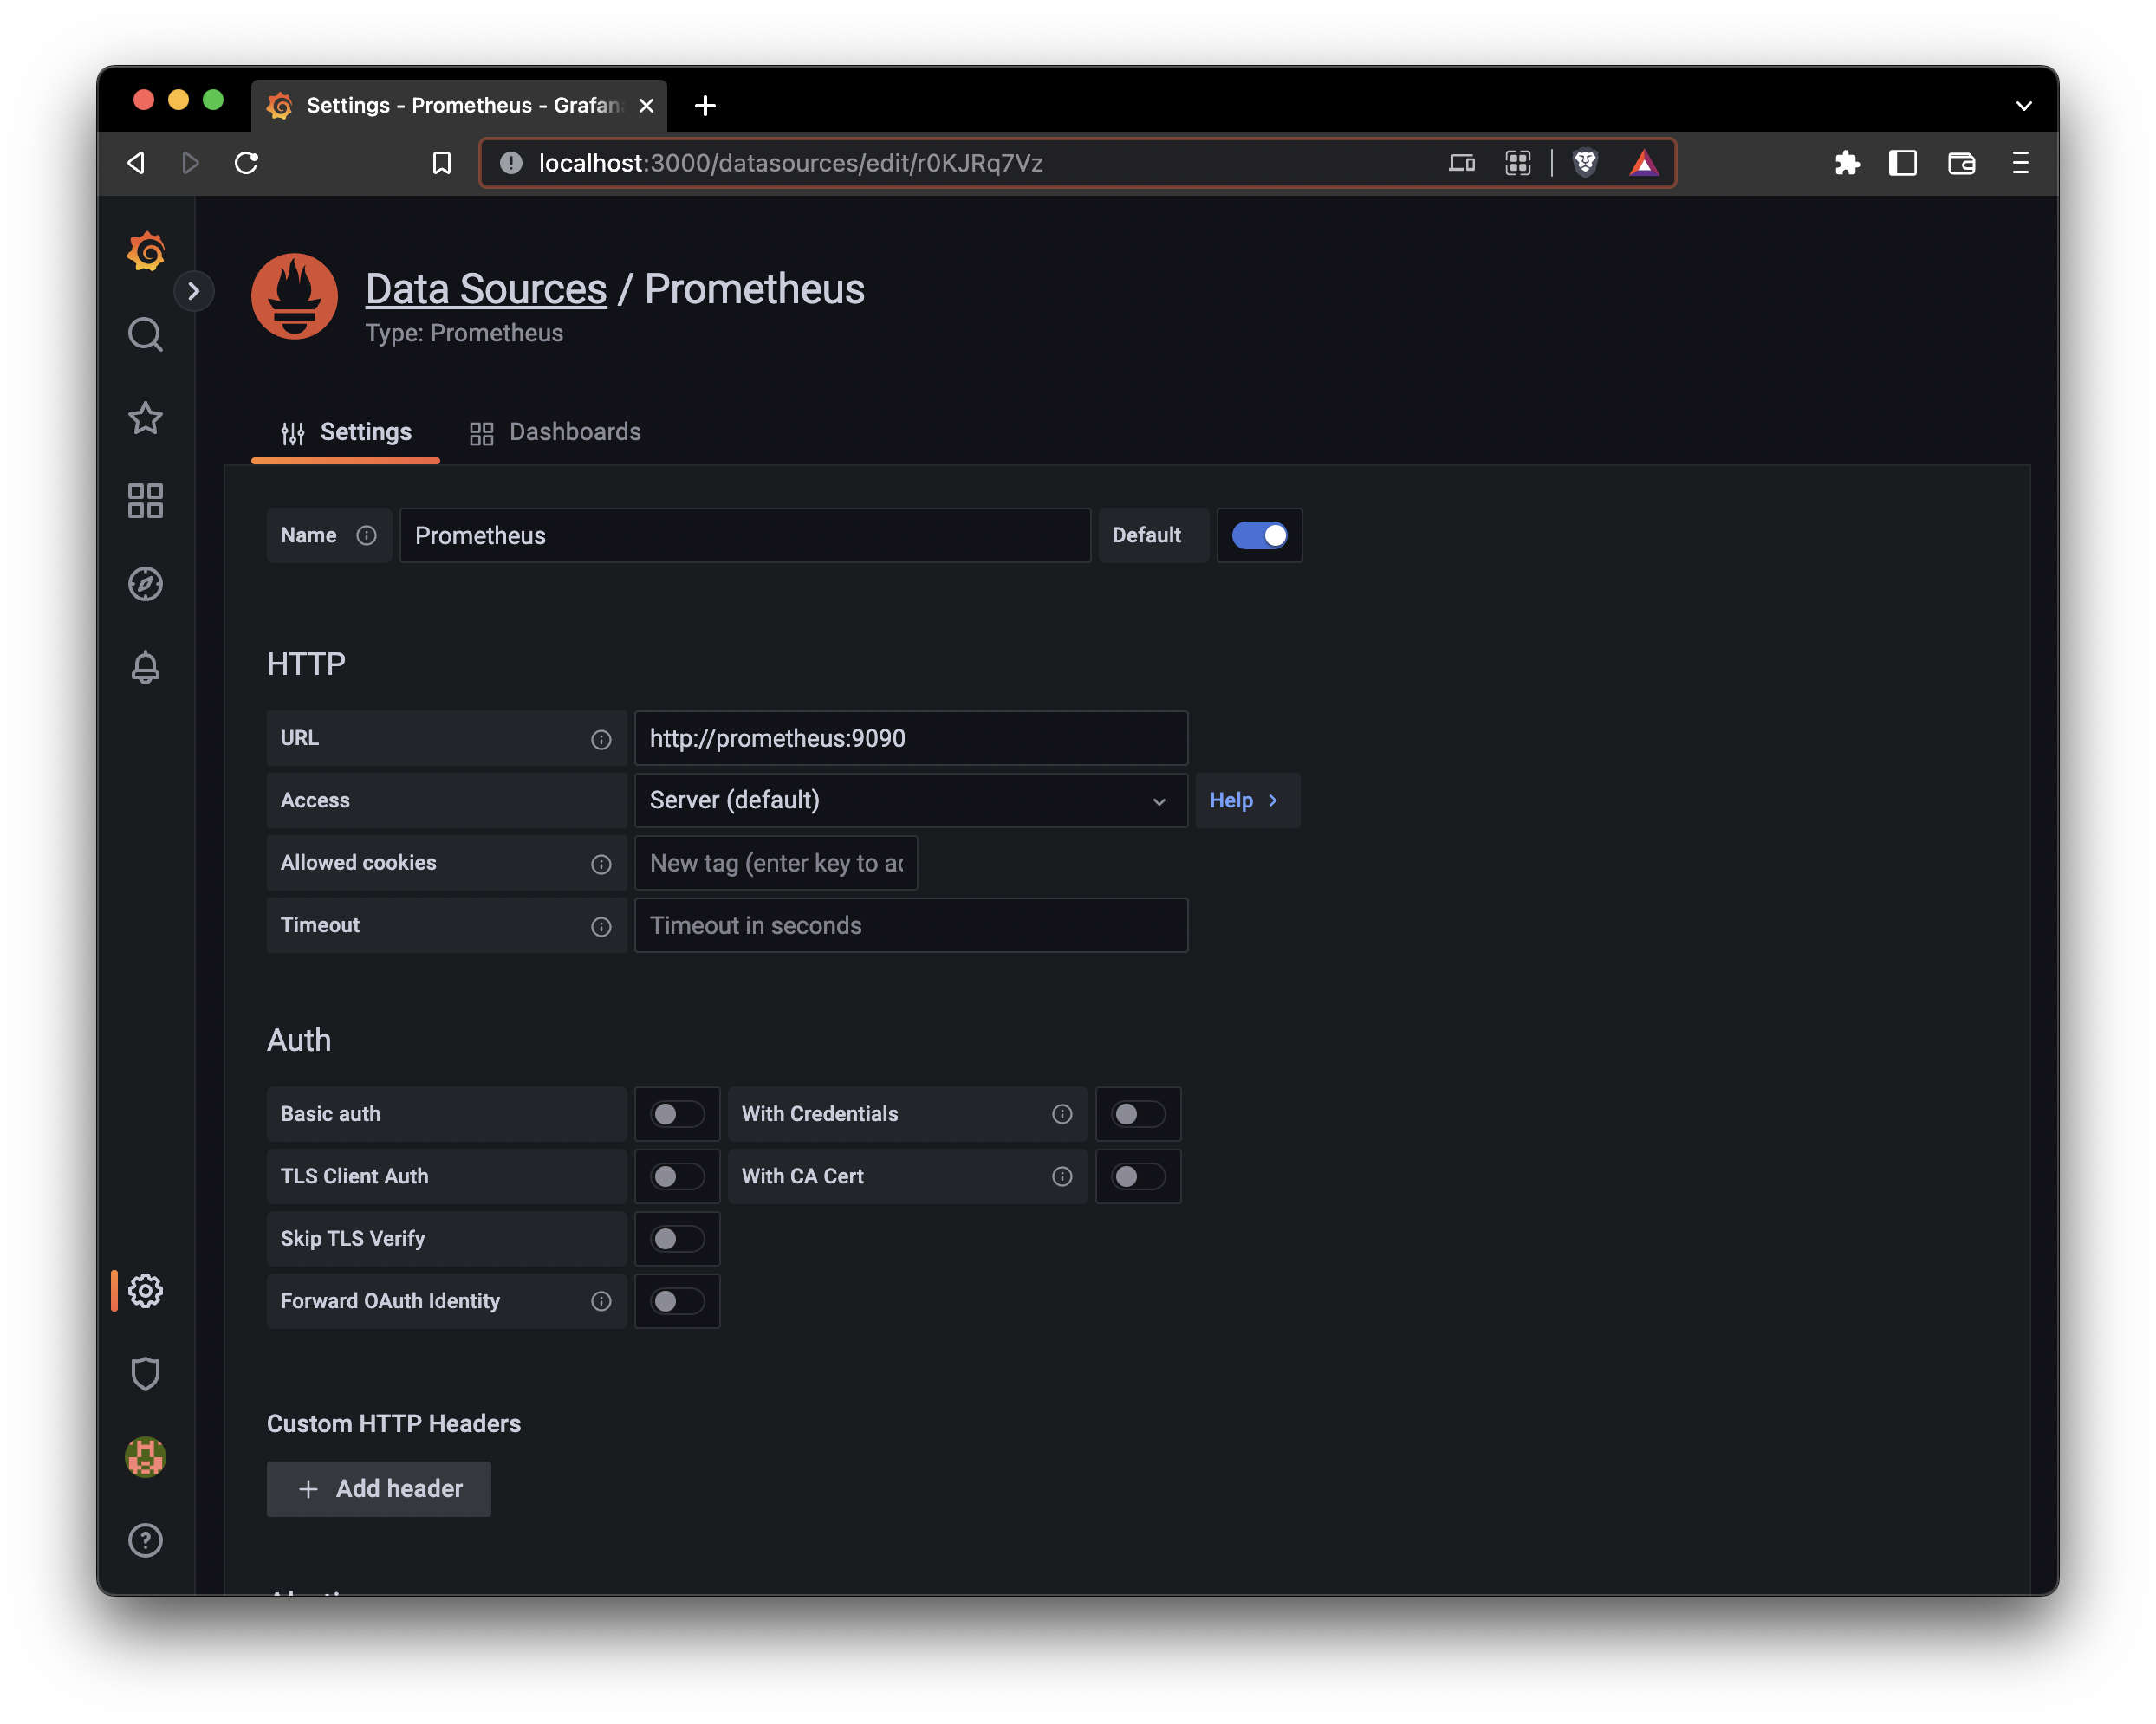 Settings - Prometheus - Grafan
localhost:3000/datasources/edit/r0KJRq7Vz
Data Sources / Prometheus
Type: Prometheus
Settings Dashboards
Name Prometheus Default
HTTP
URL http://prometheus:9090
Access Server (default) Help
Allowed cookies New tag (enter key to ad
Timeout Timeout in seconds
Auth
Basic auth With Credentials
TLS Client Auth With CA Cert
Skip TLS Verify
Forward OAuth Identity
Custom HTTP Headers
+ Add header